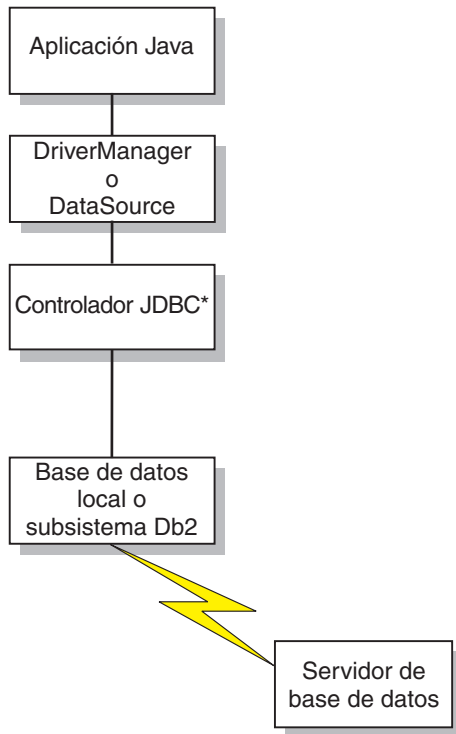 Aplicación Java
DriverManager
o
DataSource
Controlador JDBC*
Base de datos
local o
subsistema Db2
Servidor de
base de datos